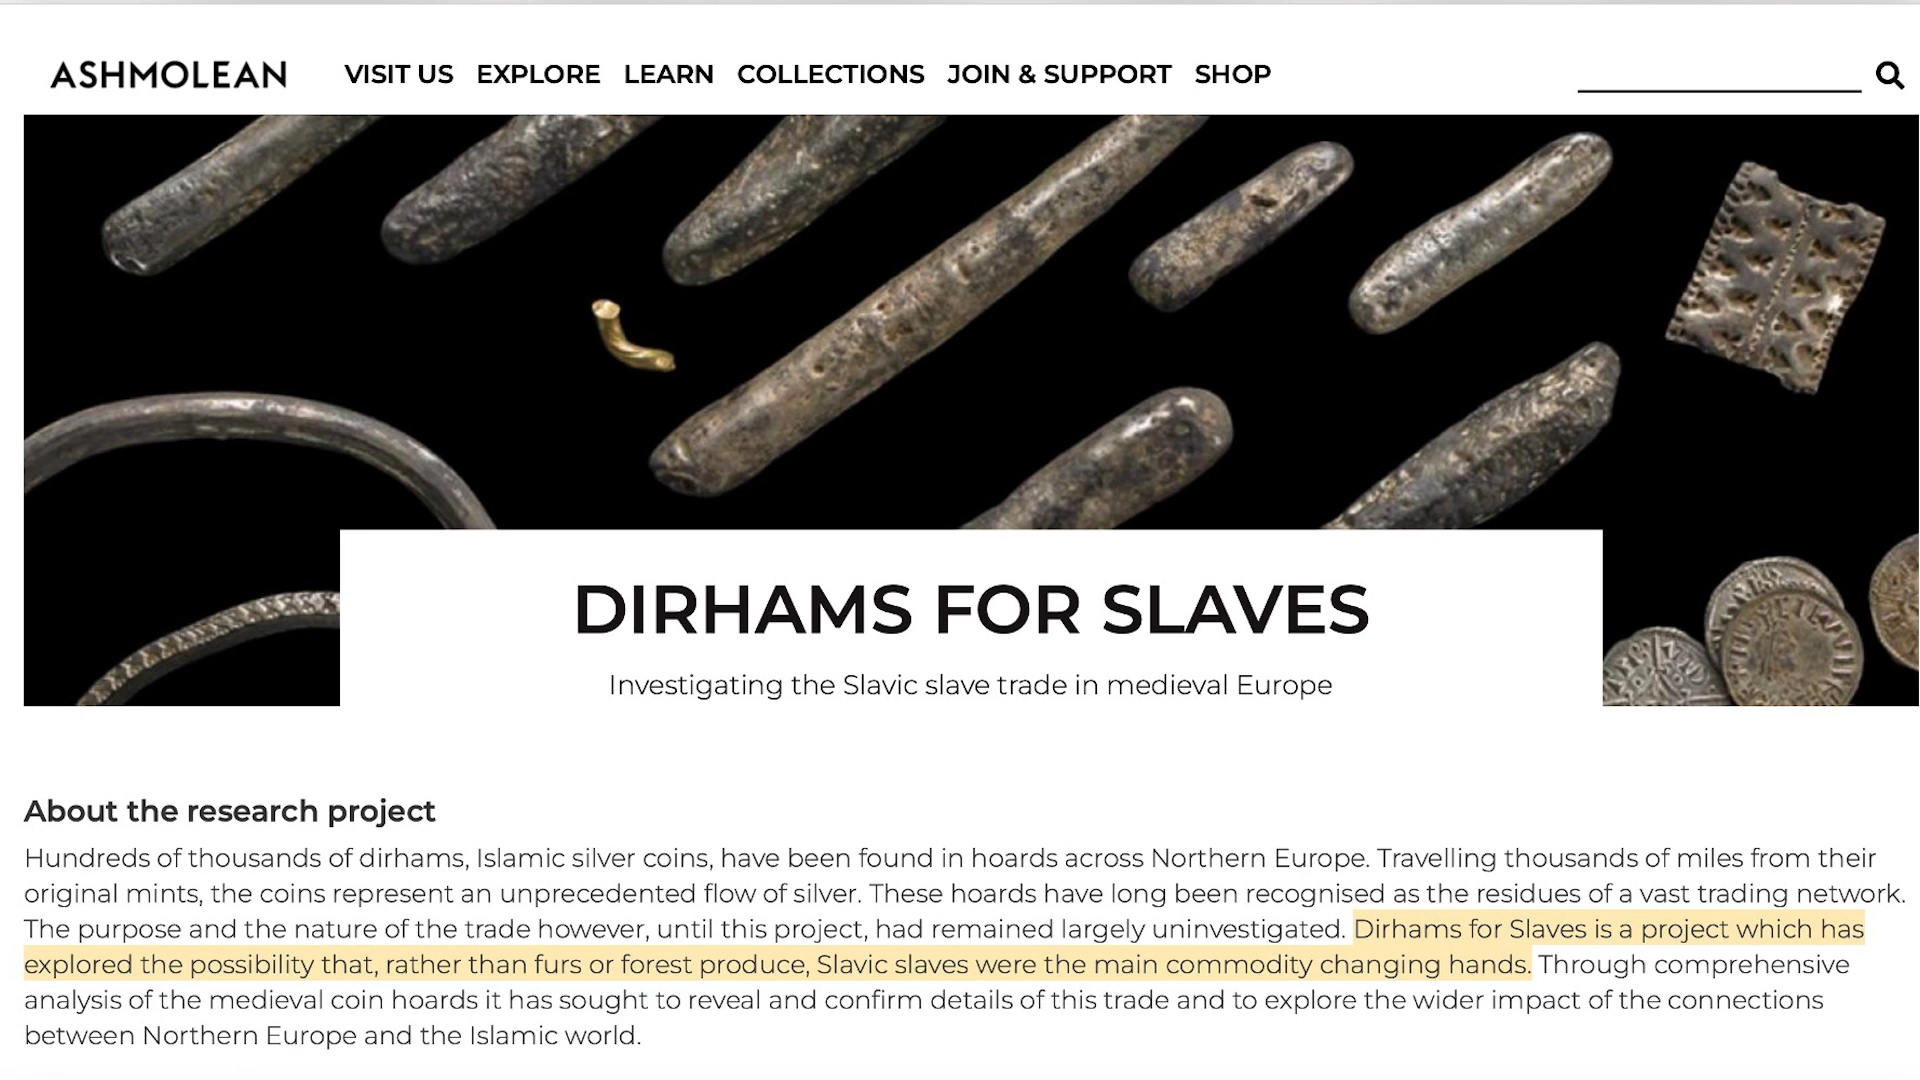 ASHMOLEAN VISIT US EXPLORE LEARN COLLECTIONS JOIN & SUPPORT SHOP
DIRHAMS FOR SLAVES
Investigating the Slavic slave trade in medieval Europe
About the research project
Hundreds of thousands of dirhams, Islamic silver coins, have been found in hoards across Northern Europe. Travelling thousands of miles from their
original mints, the coins represent an unprecedented flow of silver. These hoards have long been recognised as the residues of a vast trading network.
The purpose and the nature of the trade however, until this project, had remained largely uninvestigated. Dirhams for Slaves is a project which has
explored the possibility that, rather than furs or forest produce, Slavic slaves were the main commodity changing hands. Through comprehensive
analysis of the medieval coin hoards it has sought to reveal and confirm details of this trade and to explore the wider impact of the connections
between Northern Europe and the Islamic world.